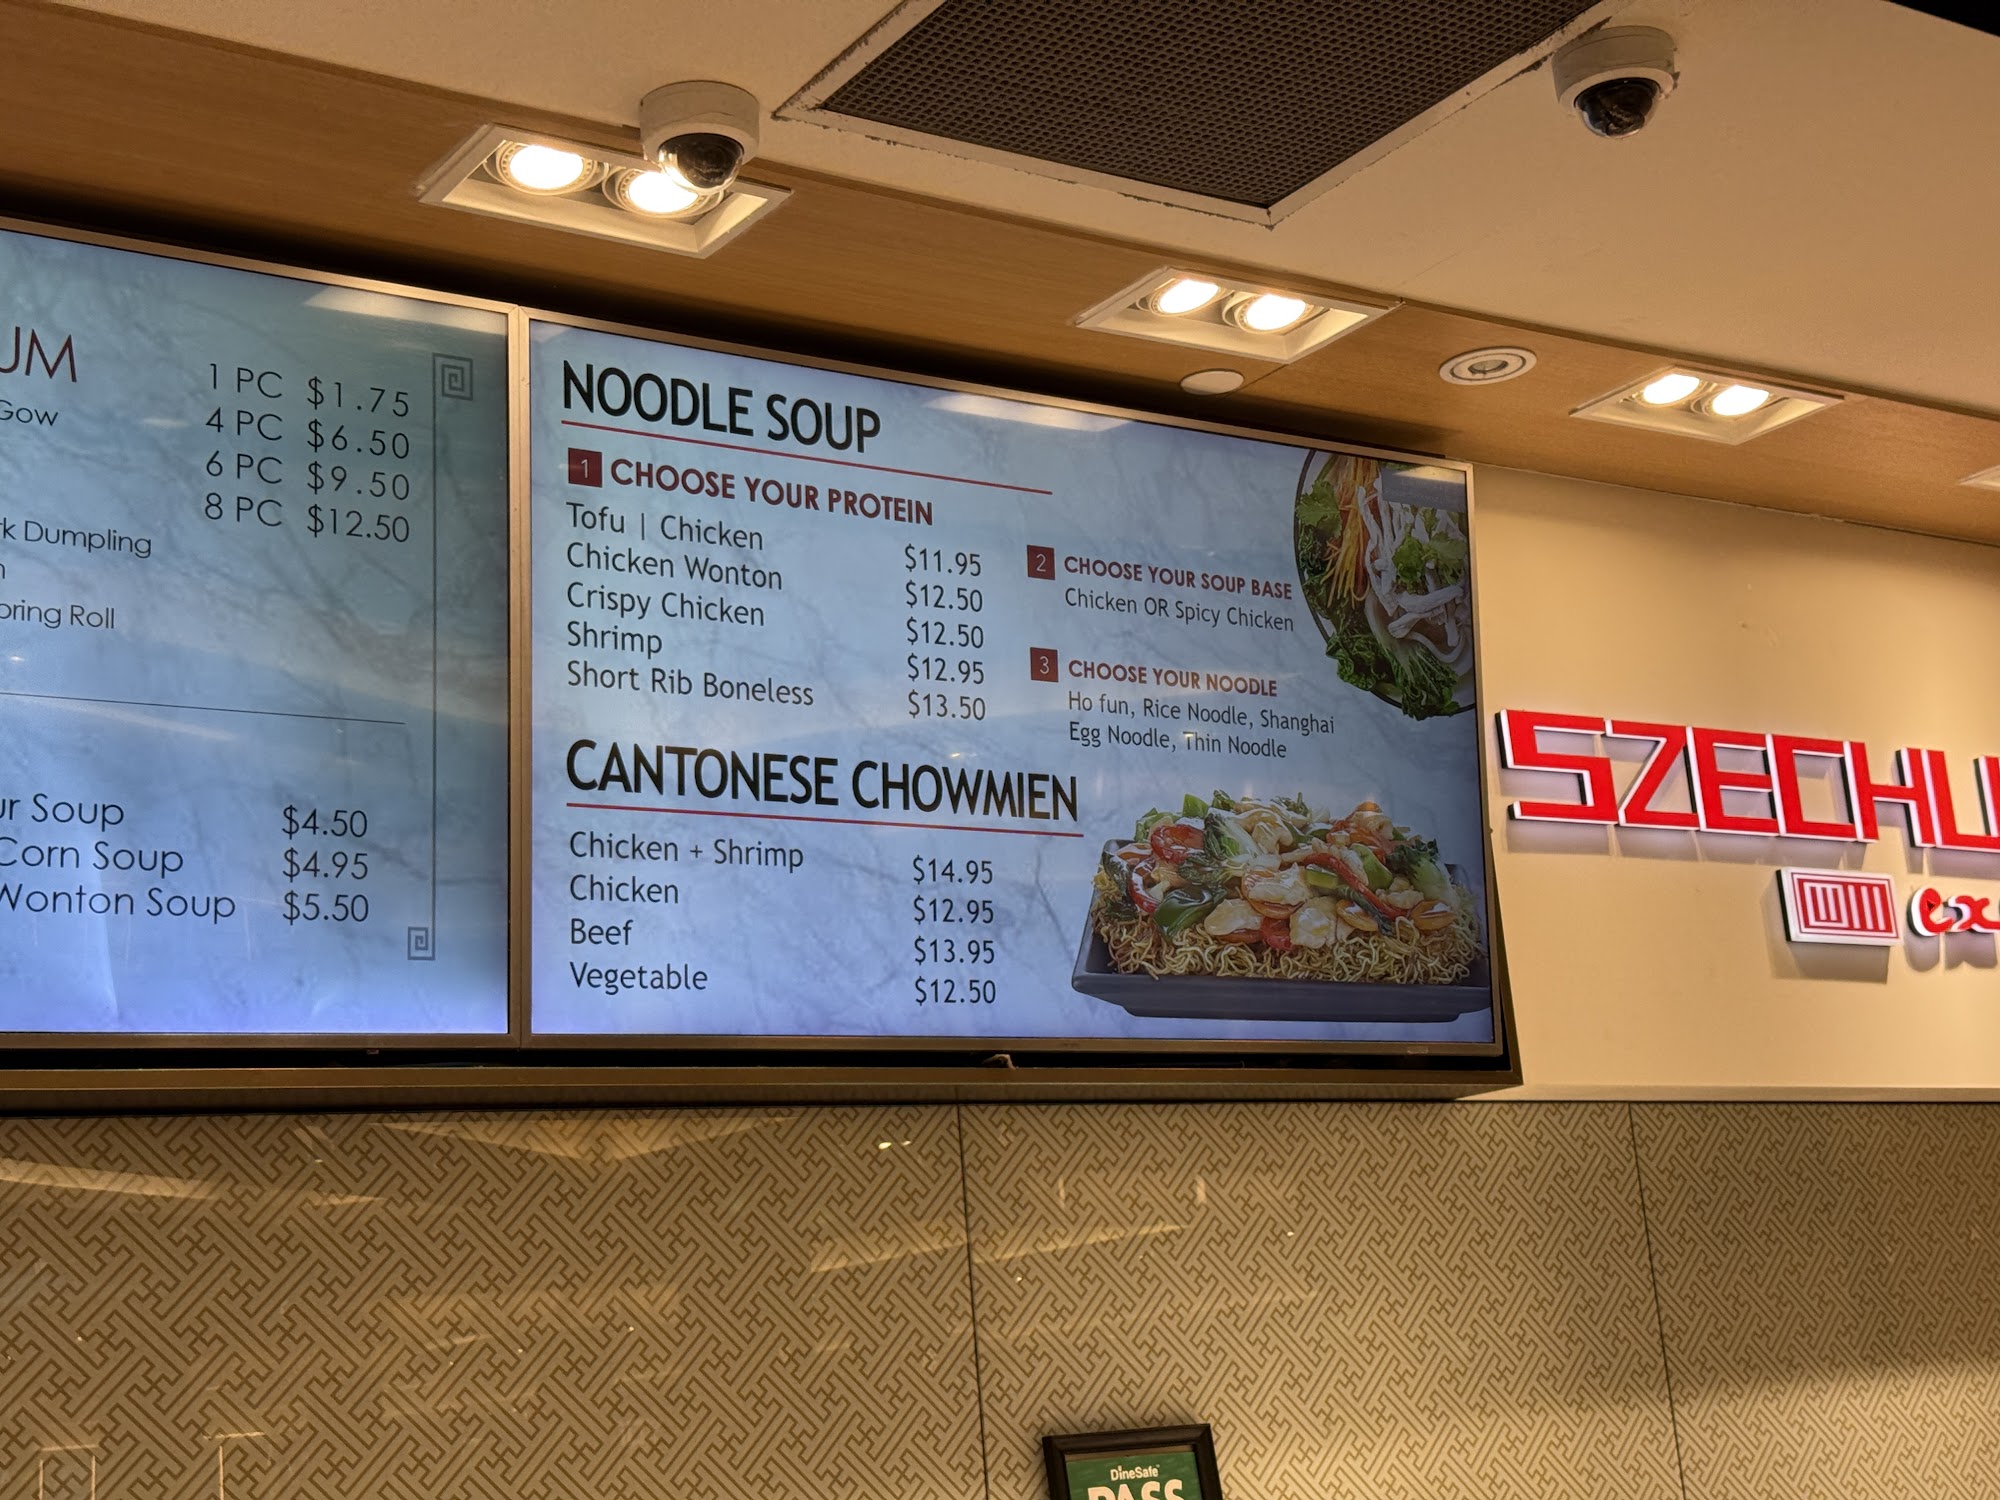 1 PC $1.75
4 PC $6.50
6 PC $9.50
8 PC $12.50
Dumpling
Roll
Soup $4.50
Corn Soup $4.95
Wonton Soup $5.50
NOODLE SOUP
1 CHOOSE YOUR PROTEIN
Tofu | Chicken $11.95
Chicken Wonton $12.50
Crispy Chicken $12.50
Shrimp $12.95
Short Rib Boneless $13.50
2 CHOOSE YOUR SOUP BASE
Chicken OR Spicy Chicken
3 CHOOSE YOUR NOODLE
Ho fun, Rice Noodle, Shanghai
Egg Noodle, Thin Noodle
CANTONESE CHOWMIEN
Chicken + Shrimp $14.95
Chicken $12.95
Beef $13.95
Vegetable $12.50
SZECHU
ex
DineSafe
PASS